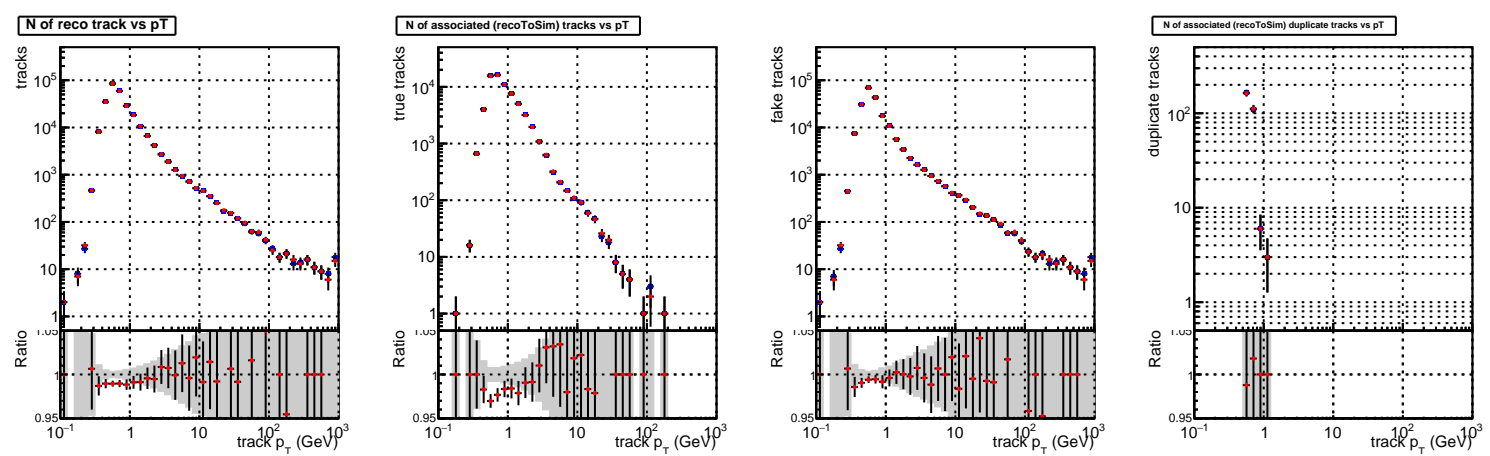 N of reco track vs pT
N of associated (recoToSim) tracks vs pT
N of associated (recoToSim) duplicate tracks vs pT
tracks
10^5
10^4
10^3
10^2
10
1
Ratio
1.05
1
0.95
10^-1 1 10 10^2 10^3
track p_T (GeV)
true tracks
10^4
10^3
10^2
10
1
Ratio
1.05
1
0.95
10^-1 1 10 10^2 10^3
track p_T (GeV)
fake tracks
10^5
10^4
10^3
10^2
10
1
Ratio
1.05
1
0.95
10^-1 1 10 10^2 10^3
track p_T (GeV)
duplicate tracks
10^2
10
1
Ratio
1.05
1
0.95
10^-1 1 10 10^2 10^3
track p_T (GeV)